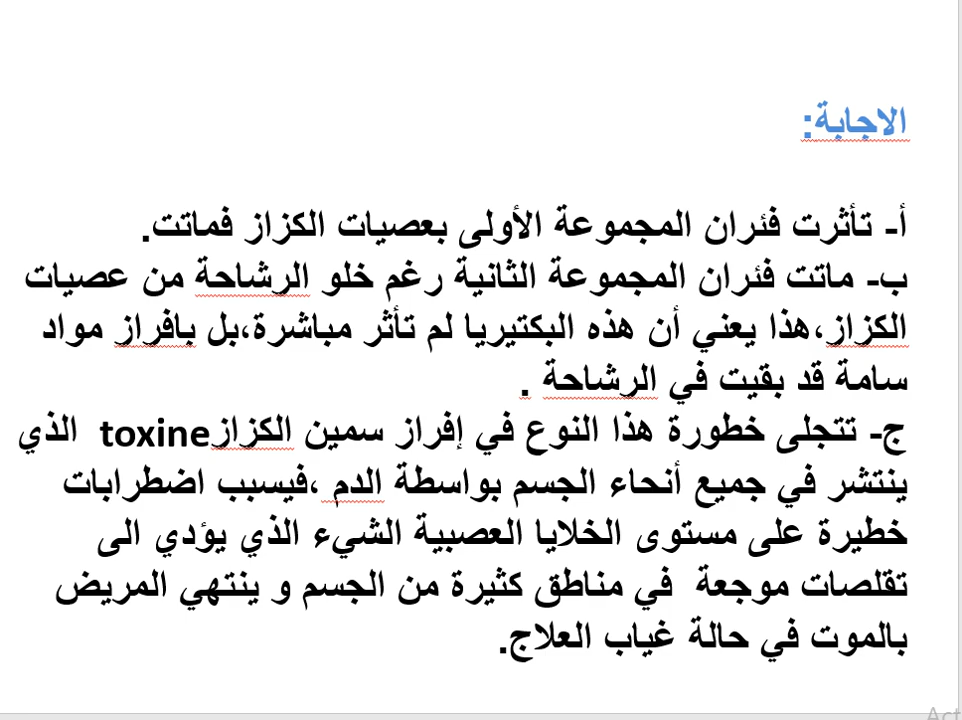 الاجابة:
أ- تأثرت فئران المجموعة الأولى بعصيات الكزاز فماتت.
ب- ماتت فئران المجموعة الثانية رغم خلو الرشاحة من عصيات
الكزاز،هذا يعني أن هذه البكتيريا لم تأثر مباشرة،بل بافراز مواد
سامة قد بقيت في الرشاحة .
ج- تتجلى خطورة هذا النوع في إفراز سمين الكزازtoxine الذي
ينتشر في جميع أنحاء الجسم بواسطة الدم ،فيسبب اضطرابات
خطيرة على مستوى الخلايا العصبية الشيء الذي يؤدي الى
تقلصات موجعة في مناطق كثيرة من الجسم و ينتهي المريض
بالموت في حالة غياب العلاج.